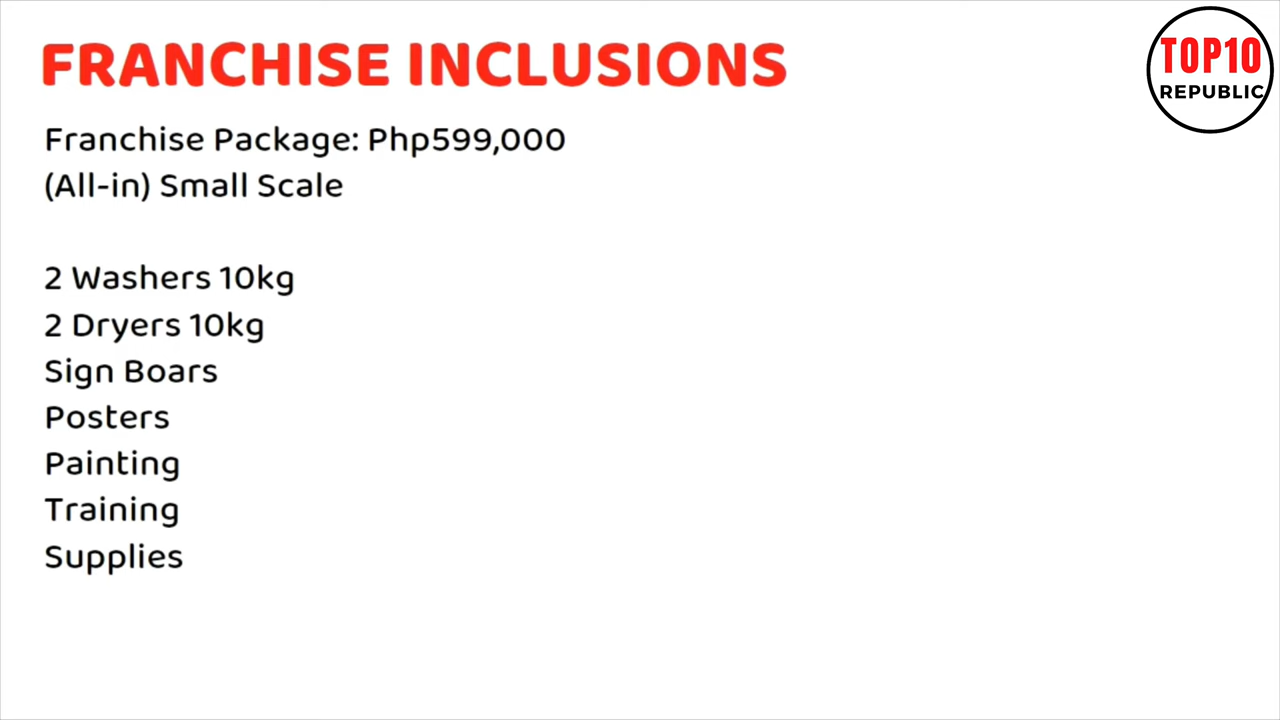 FRANCHISE INCLUSIONS
TOP10
REPUBLIC
Franchise Package: Php599,000
(All-in) Small Scale
2 Washers 10kg
2 Dryers 10kg
Sign Boars
Posters
Painting
Training
Supplies